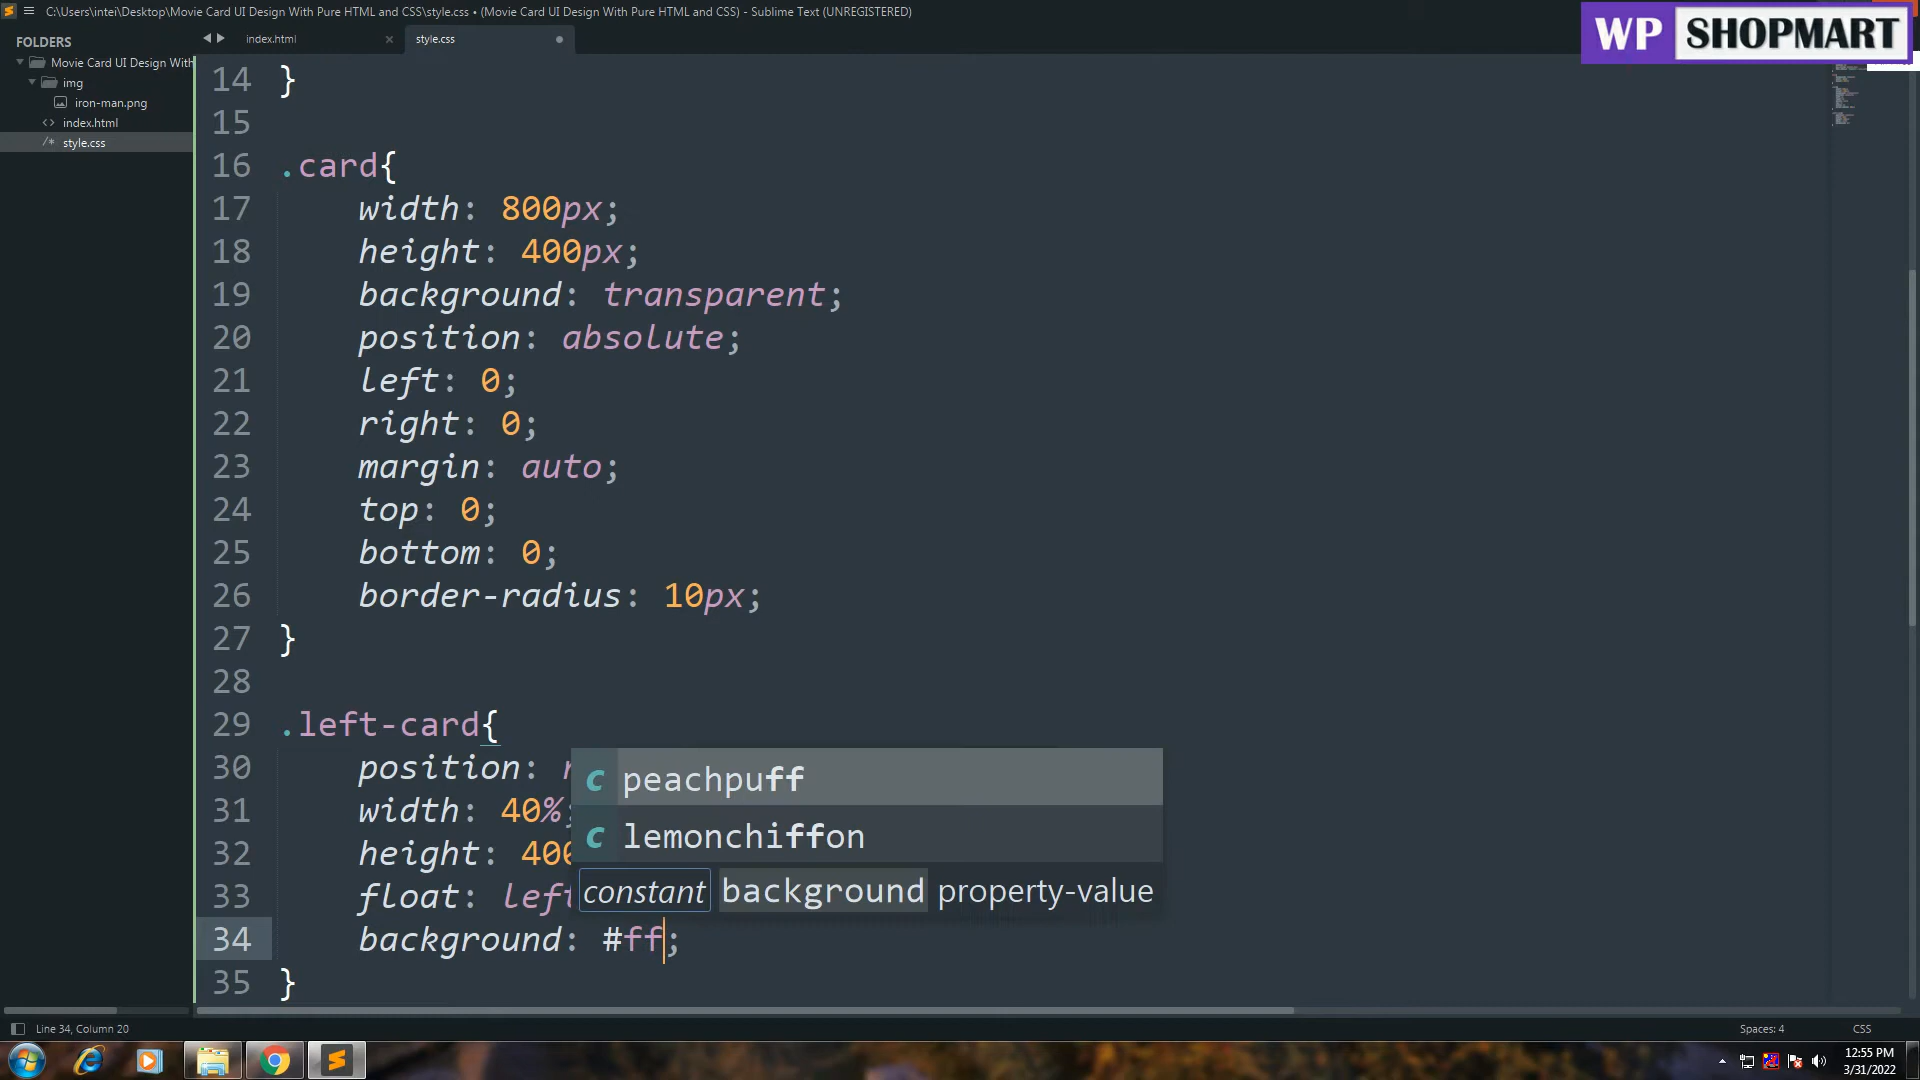 C:\Users\intei\Desktop\Movie Card UI Design With Pure HTML and CSS\style.css • (Movie Card UI Design With Pure HTML and CSS) - Sublime Text (UNREGISTERED)
WP SHOPMART
FOLDERS
Movie Card UI Design With
img
iron-man.png
<> index.html
/* style.css
index.html ×
style.css
14 }
15
16 .card{
17 width: 800px;
18 height: 400px;
19 background: transparent;
20 position: absolute;
21 left: 0;
22 right: 0;
23 margin: auto;
24 top: 0;
25 bottom: 0;
26 border-radius: 10px;
27 }
28
29 .left-card{
30 position: r
31 width: 40%;
32 height: 400
33 float: left
34 background: #ff;
35 }
c peachpuff
c lemonchiffon
constant background property-value
Line 34, Column 20
Spaces: 4
CSS
12:55 PM
3/31/2022